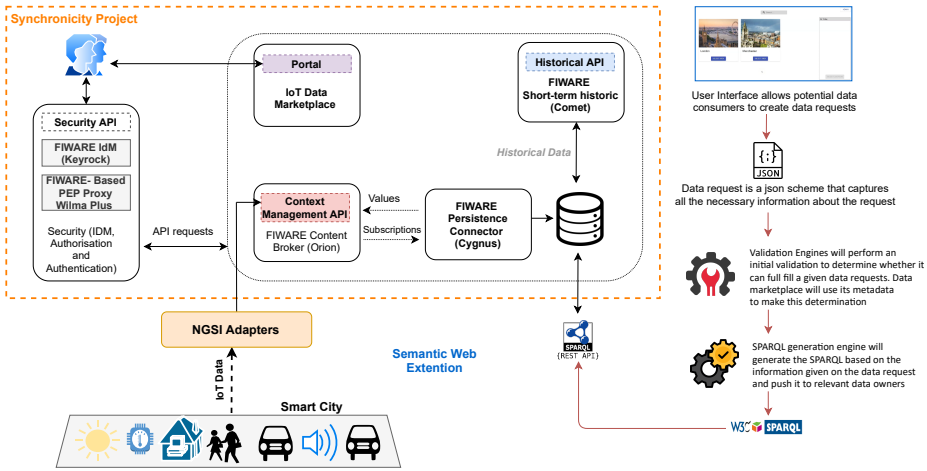 Synchronicity Project
Portal
IoT Data
Marketplace
Historical API
FIWARE
Short-term historic
(Comet)
Security API
FIWARE IdM
(Keyrock)
FIWARE- Based
PEP Proxy
Wilma Plus
Security (IDM,
Authorisation
and
Authentication)
API requests
Historical Data
Context
Management API
FIWARE Content
Broker (Orion)
Values
Subscriptions
FIWARE
Persistence
Connector
(Cygnus)
NGSI Adapters
IoT Data
Smart City
Semantic Web
Extention
SPARQL
{REST API}
User Interface allows potential data
consumers to create data requests
{;}
JSON
Data request is a json scheme that captures
all the necessary information about the request
Validation Engines will perform an
initial validation to determine whether it
can full fill a given data requests. Data
marketplace will use its metadata
to make this determination
SPARQL generation engine will
generate the SPARQL based on the
information given on the data request
and push it to relevant data owners
W3C SPARQL